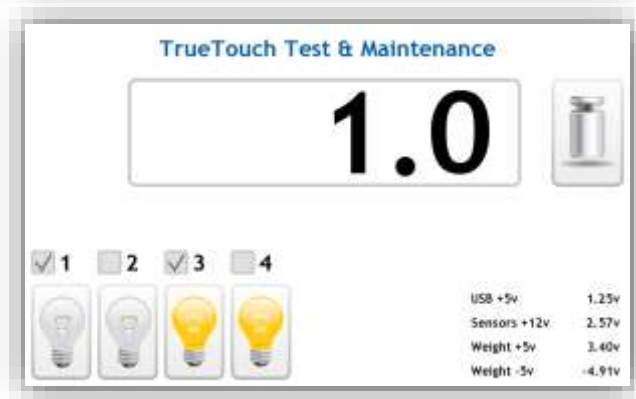 TrueTouch Test & Maintenance
1.0
1 2 3 4
USB +5v 1.25v
Sensors +12v 2.57v
Weight +5v 3.40v
Weight -5v -4.91v